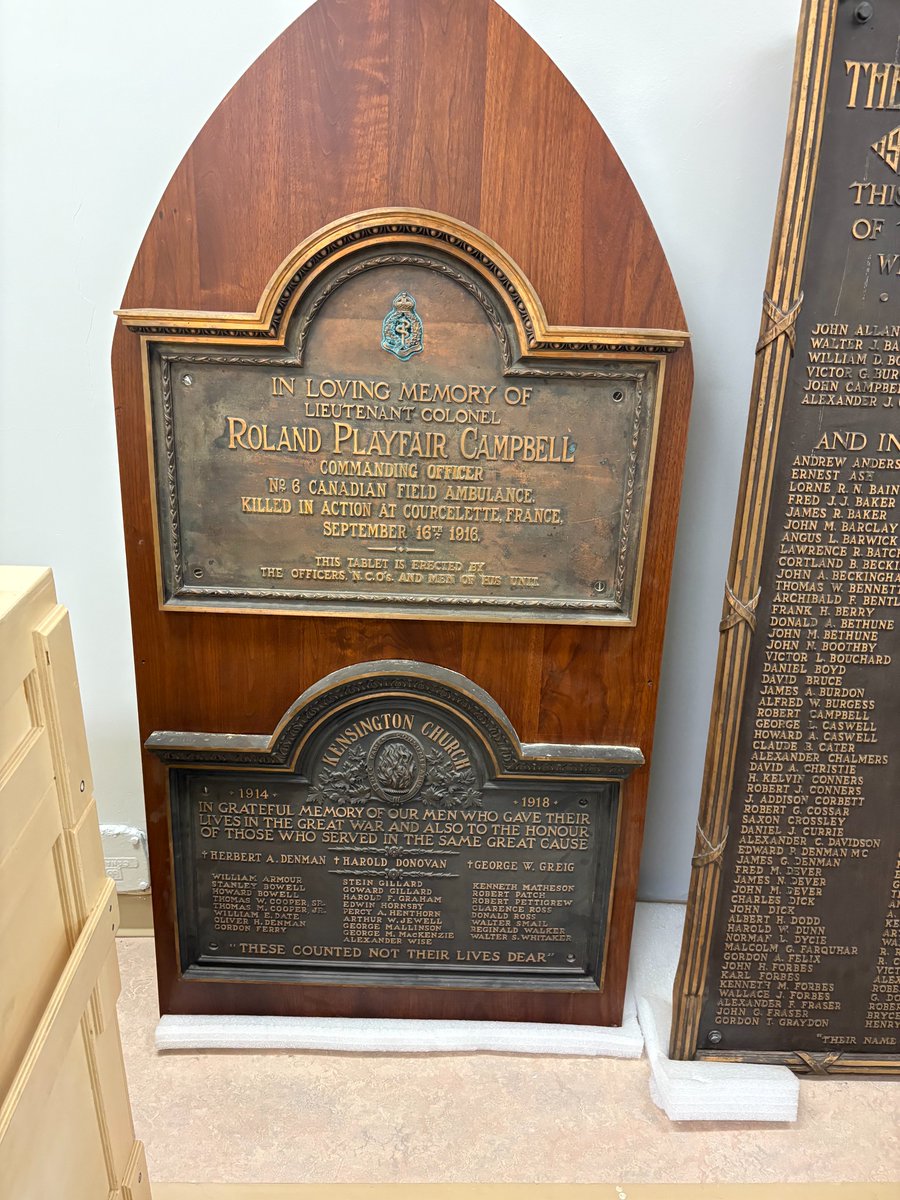 IN LOVING MEMORY OF
LIEUTENANT COLONEL
ROLAND PLAYFAIR CAMPBELL
COMMANDING OFFICER
No. 6 CANADIAN FIELD AMBULANCE.
KILLED IN ACTION AT COURCELETTE, FRANCE,
SEPTEMBER 16TH 1916.
THIS TABLET IS ERECTED BY
THE OFFICERS, N.C.O's. AND MEN OF HIS UNIT.
KENSINGTON CHURCH
1914 1918
IN GRATEFUL MEMORY OF OUR MEN WHO GAVE THEIR
LIVES IN THE GREAT WAR AND ALSO TO THE HONOUR
OF THOSE WHO SERVED IN THE SAME GREAT CAUSE
† HERBERT A. DENMAN † HAROLD DONOVAN † GEORGE W. GREIG
WILLIAM ARMOUR
STANLEY BOWELL
HOWARD BOWELL
THOMAS W. COOPER, SR.
THOMAS M. COOPER, JR.
WILLIAM E. DATE
OLIVER H. DENMAN
GORDON FERRY
STEIN GILLARD
GOWARD GILLARD
HAROLD F. GRAHAM
EDWIN HORNSBY
PERCY A. HENTHORN
ARTHUR W. JEWELL
GEORGE MALLINSON
GEORGE M. MACKENZIE
ALEXANDER WISE
KENNETH MATHESON
ROBERT PATCH
ROBERT PETTIGREW
CLARENCE ROSS
DONALD ROSS
WALTER SMALL
REGINALD WALKER
WALTER S. WHITAKER
"THESE COUNTED NOT THEIR LIVES DEAR"
THE
THIS
OF
JOHN ALLAN
WALTER J. BA
WILLIAM D. BO
VICTOR G. BUR
JOHN CAMPBE
ALEXANDER J.
AND IN
ANDREW ANDERS
ERNEST ASH
LORNE R. N. BAIN
FRED J. J. BAKER
JAMES R. BAKER
JOHN M. BARCLAY
ANGUS L. BARWICK
LAWRENCE R. BATCH
CORTLAND B. BECKIN
JOHN A. BECKINGHA
THOMAS W. BENNETT
ARCHIBALD F. BENTL
FRANK H. BERRY
DONALD A. BETHUNE
JOHN M. BETHUNE
JOHN N. BOOTHBY
VICTOR L. BOUCHARD
DANIEL BOYD
DAVID BRUCE
JAMES A. BURDON
ALFRED W. BURGESS
ROBERT CAMPBELL
GEORGE L. CASWELL
HOWARD A. CASWELL
CLAUDE B. CATER
ALEXANDER CHALMERS
DAVID A. CHRISTIE
H. KELVIN CONNERS
ROBERT J. CONNERS
J. ADDISON CORBETT
ROBERT G. COSSAR
SAXON CROSSLEY
DANIEL J. CURRIE
ALEXANDER C. DAVIDSON
EDWARD P. DENMAN MC
JAMES G. DENMAN
FRED M. DEVER
JAMES N. DEVER
JOHN M. DEVER
CHARLES DICK
JOHN DICK
ALBERT H. DODD
HAROLD W. DUNN
NORMAN L. DYCIE
MALCOLM G. FARQUHAR
GORDON A. FELIX
JOHN H. FORBES
KARL FORBES
KENNETH M. FORBES
WALLACE J. FORBES
ALEXANDER F. FRASER
JOHN G. FRASER
GORDON T. GRAYDON
"THEIR NAME